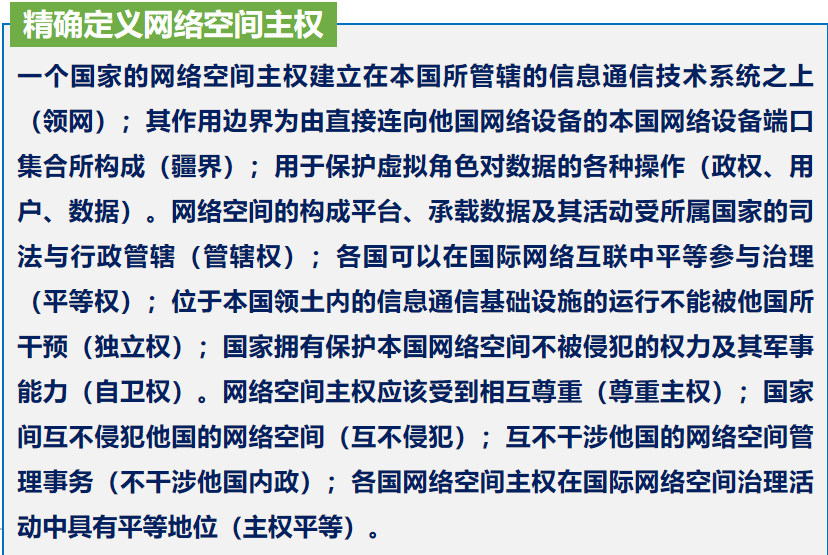 精确定义网络空间主权
一个国家的网络空间主权建立在本国所管辖的信息通信技术系统之上
（领网）；其作用边界为由直接连向他国网络设备的本国网络设备端口
集合所构成（疆界）；用于保护虚拟角色对数据的各种操作（政权、用
户、数据）。网络空间的构成平台、承载数据及其活动受所属国家的司
法与行政管辖（管辖权）；各国可以在国际网络互联中平等参与治理
（平等权）；位于本国领土内的信息通信基础设施的运行不能被他国所
干预（独立权）；国家拥有保护本国网络空间不被侵犯的权力及其军事
能力（自卫权）。网络空间主权应该受到相互尊重（尊重主权）；国家
间互不侵犯他国的网络空间（互不侵犯）；互不干涉他国的网络空间管
理事务（不干涉他国内政）；各国网络空间主权在国际网络空间治理活
动中具有平等地位（主权平等）。